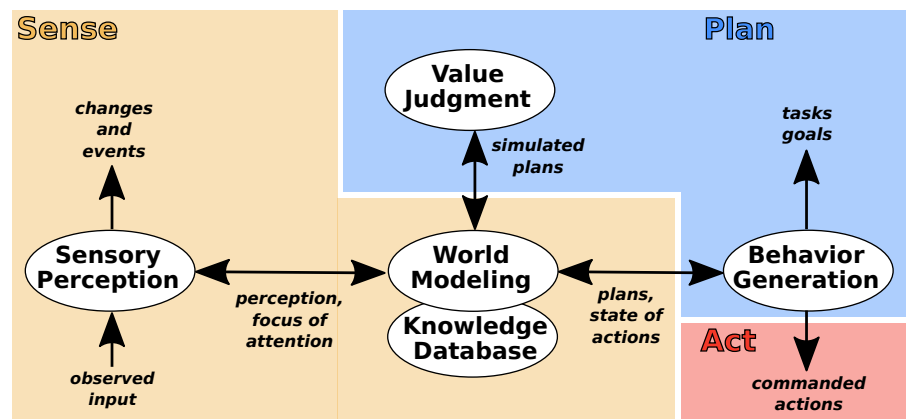 Sense
Plan
Value
Judgment
changes
and
events
simulated
plans
tasks
goals
Sensory
Perception
World
Modeling
Behavior
Generation
perception,
focus of
attention
plans,
state of
actions
Knowledge
Database
Act
observed
input
commanded
actions